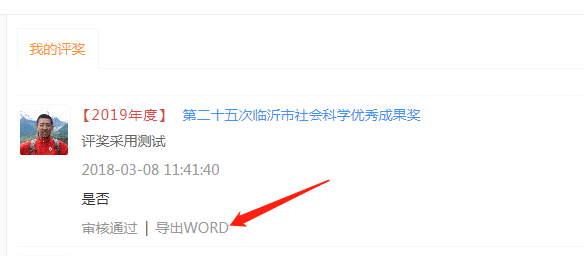 我的评奖
【2019年度】 第二十五次临沂市社会科学优秀成果奖
评奖采用测试
2018-03-08 11:41:40
是否
审核通过 | 导出WORD